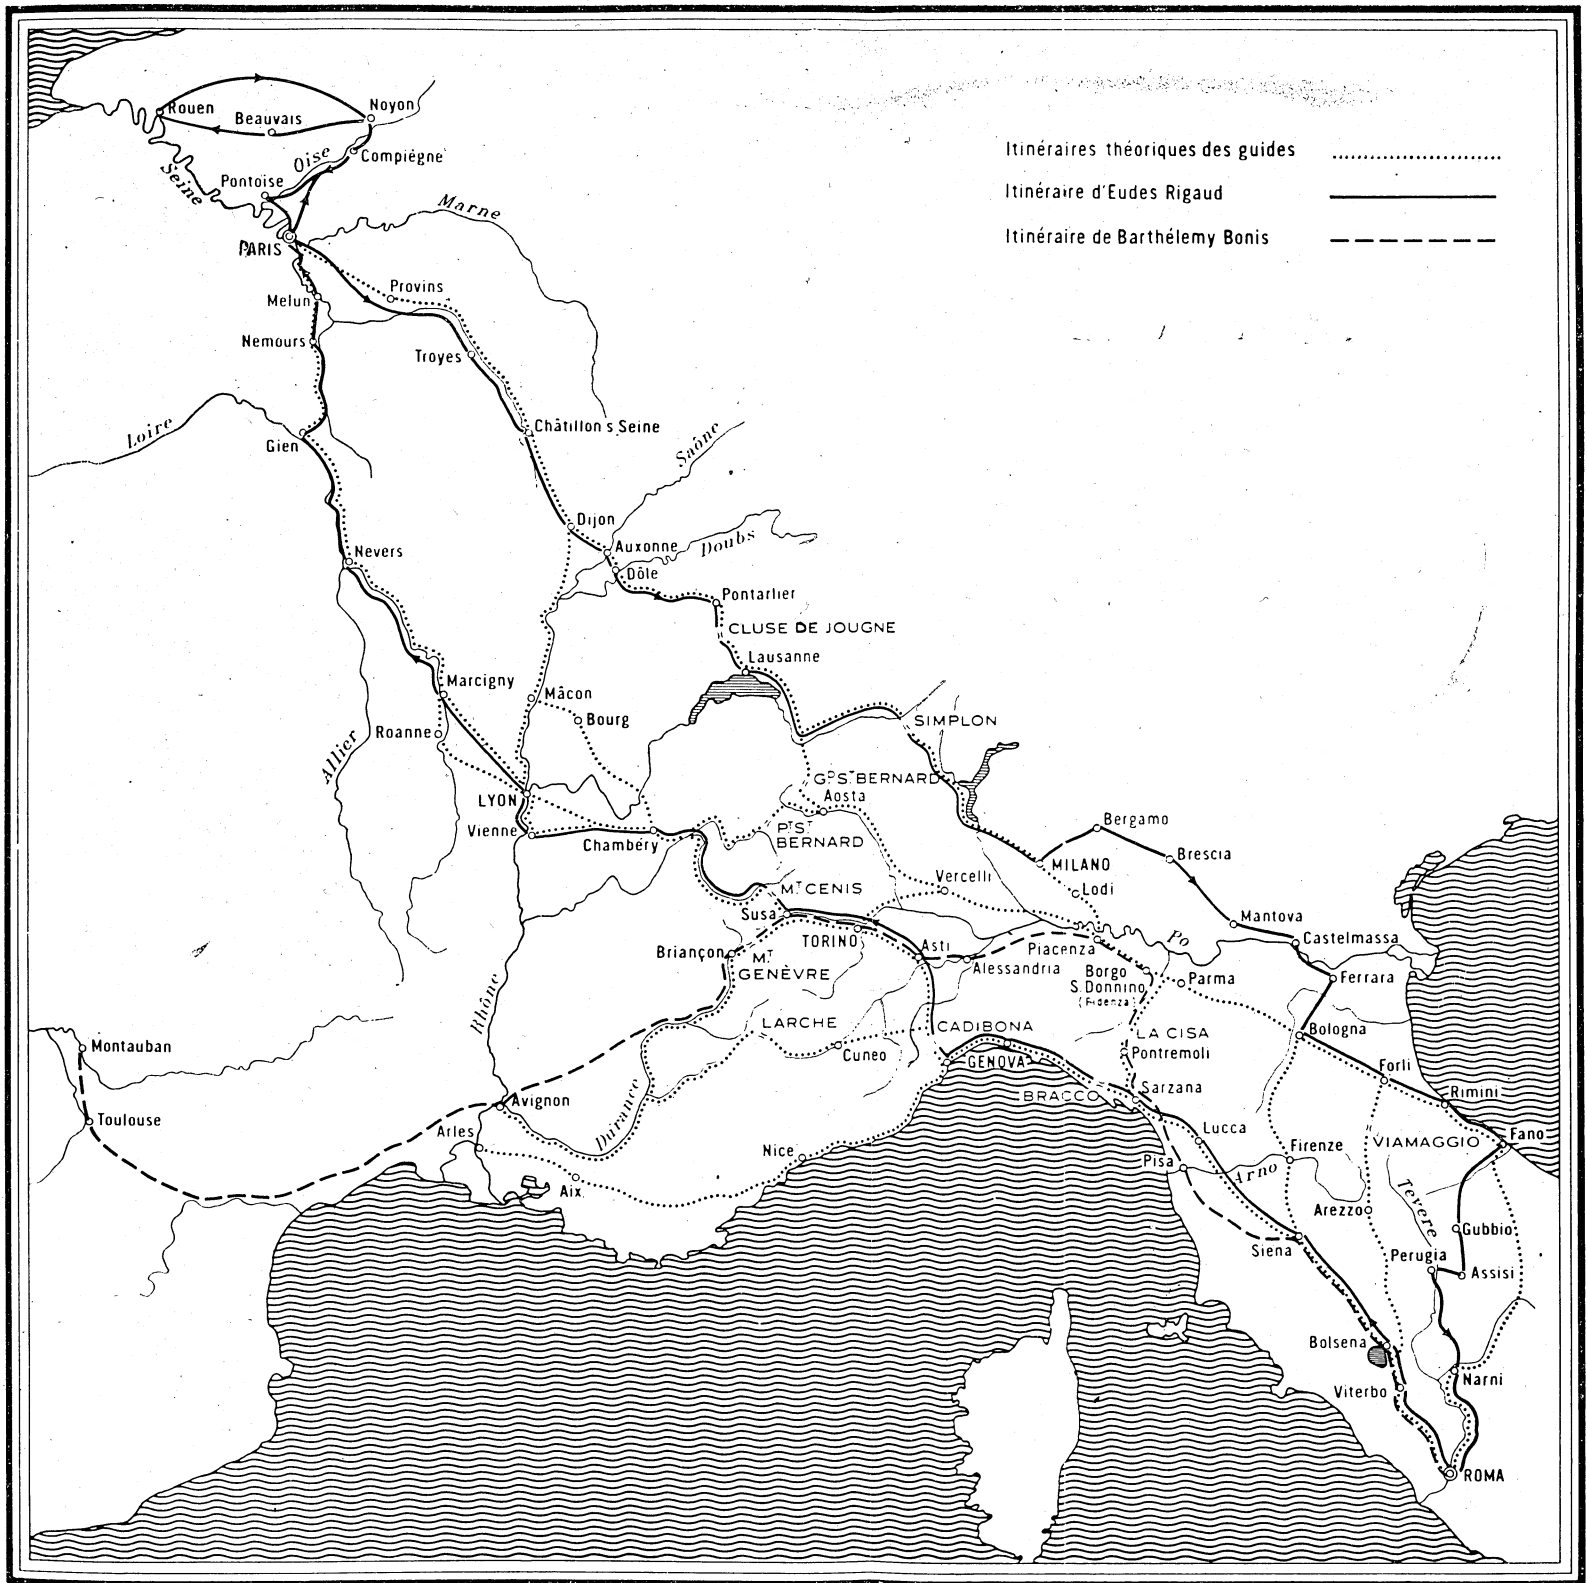 Rouen
Beauvais
Noyon
Compiègne
Oise
Pontoise
Seine
Marne
PARIS
Itinéraires théoriques des guides
Itinéraire d'Eudes Rigaud
Itinéraire de Barthélemy Bonis
Provins
Melun
Nemours
Troyes
Loire
Gien
Châtillon s Seine
Saône
Dijon
Auxonne
Doubs
Dôle
Nevers
Pontarlier
CLUSE DE JOUGNE
Lausanne
Marcigny
Mâcon
Bourg
Roanne
Allier
SIMPLON
GD ST BERNARD
Aosta
LYON
Vienne
Chambéry
PT ST
BERNARD
Bergamo
Brescia
MILANO
Lodi
Vercelli
MT CENIS
Susa
TORINO
Asti
Alessandria
Piacenza
Po
Mantova
Castelmassa
Briançon
MT
GENÈVRE
Borgo
S. Donnino
(Fidenza)
Parma
Ferrara
Rhône
LARCHE
Cuneo
CADIBONA
GENOVA
LA CISA
Pontremoli
Bologna
Forli
Montauban
Toulouse
Avignon
Durance
Arles
Aix
Nice
BRACCO
Sarzana
Rimini
Lucca
Firenze
VIAMAGGIO
Fano
Pisa
Arno
Arezzo
Tevere
Gubbio
Siena
Perugia
Assisi
Bolsena
Viterbo
Narni
ROMA